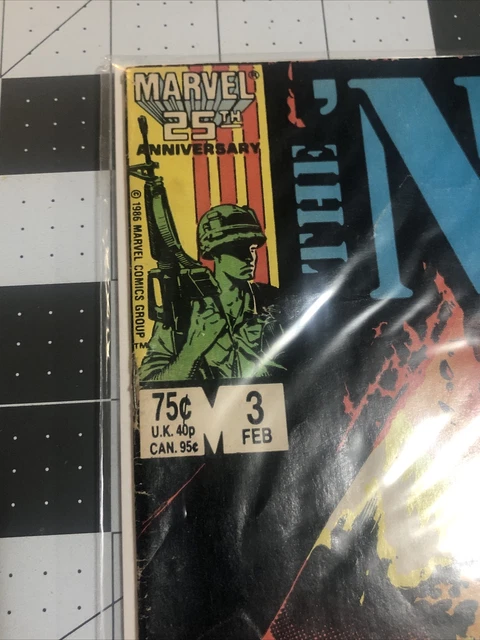 MARVEL®
25TH
ANNIVERSARY
© 1986 MARVEL COMICS GROUP
TM
THE 'N
75¢
U.K. 40p
CAN. 95¢
3
FEB